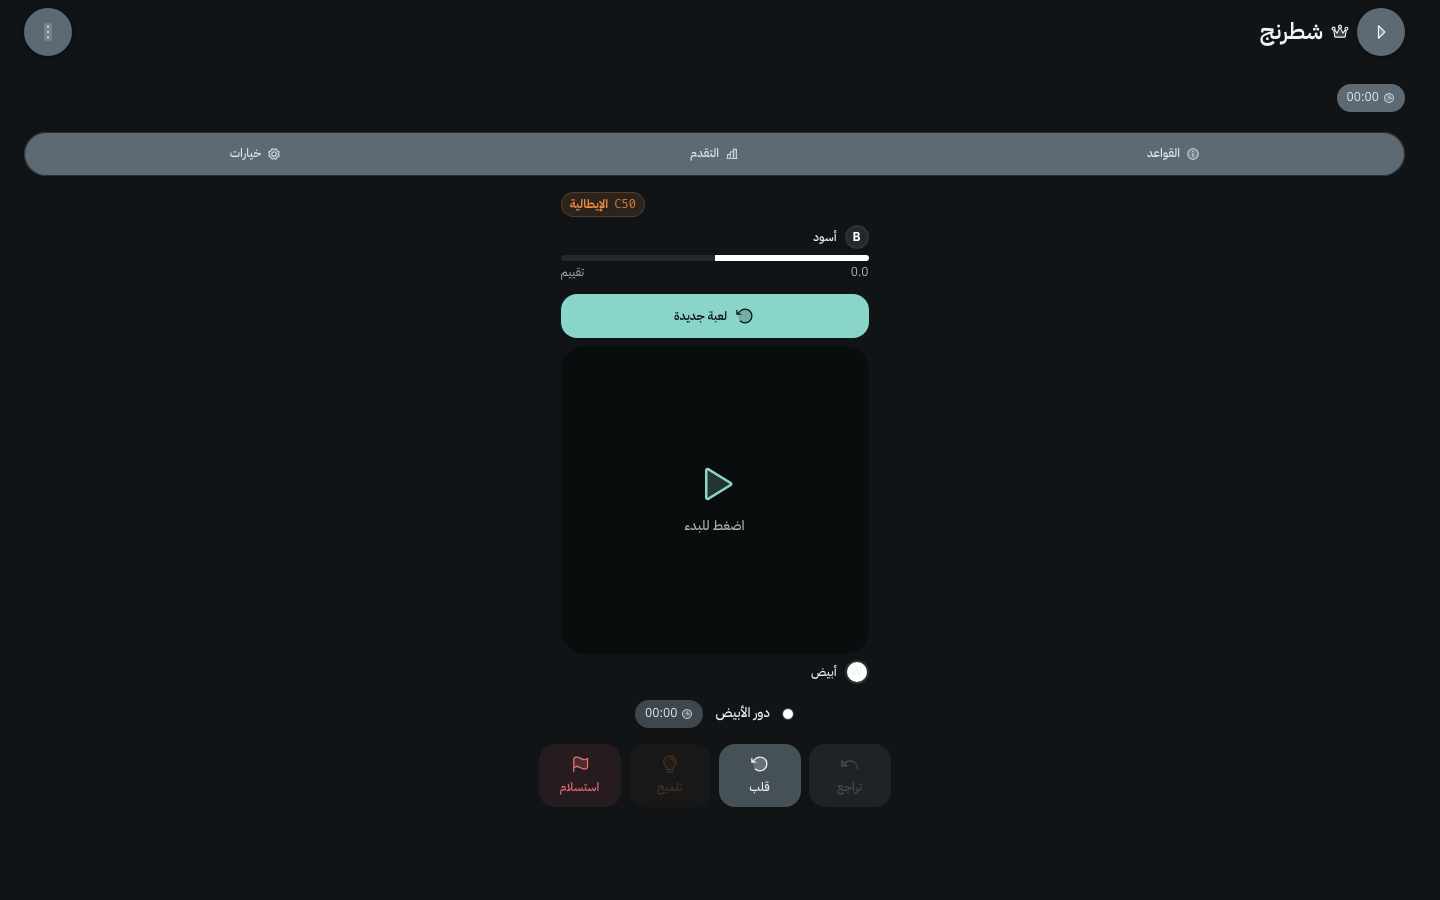 شطرنج
00:00
القواعد
التقدم
خيارات
الإيطالية C50
B أسود
0.0 تقييم
لعبة جديدة
اضغط للبدء
أبيض
دور الأبيض 00:00
تراجع
قلب
تلميح
استسلام